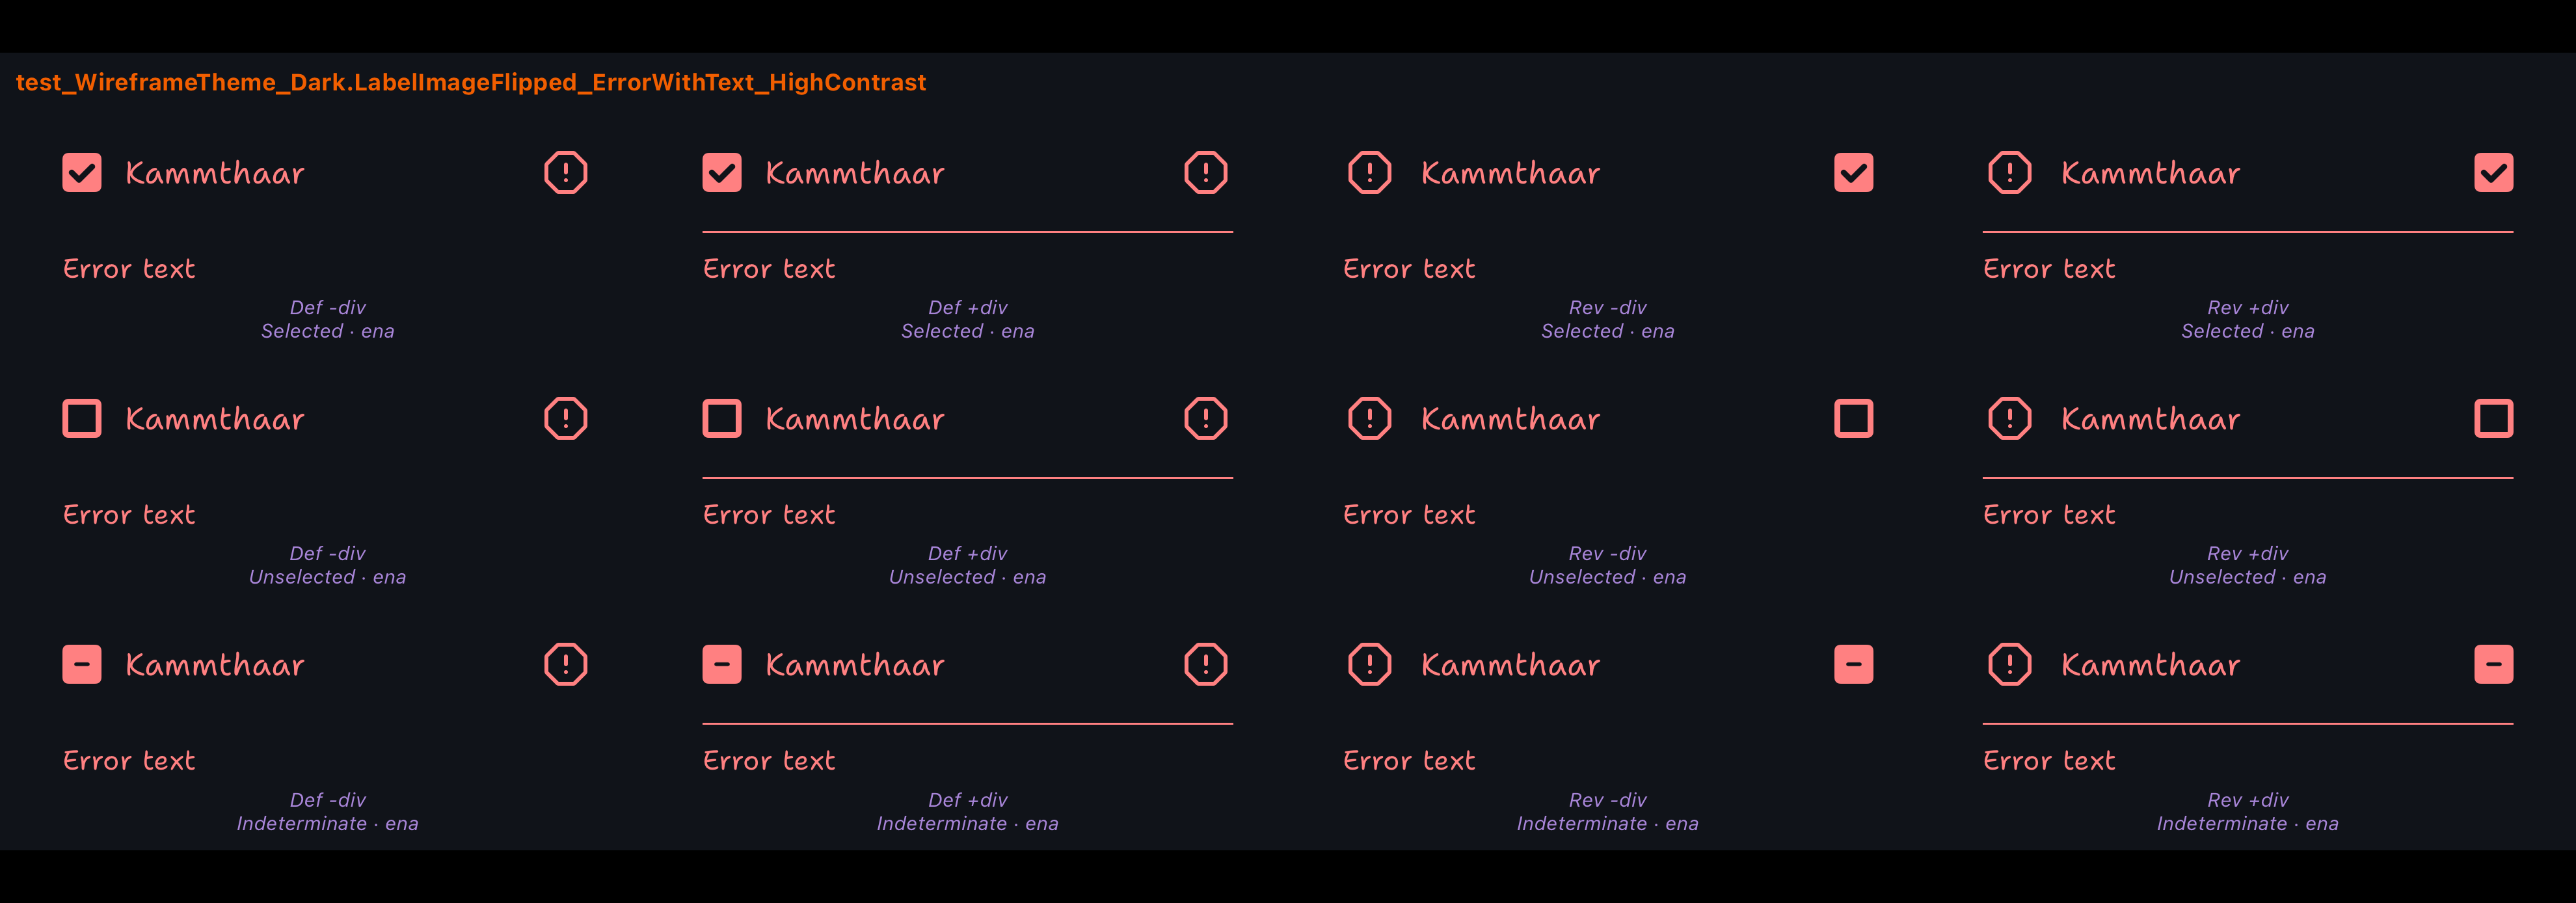 test_WireframeTheme_Dark.LabelImageFlipped_ErrorWithText_HighContrast
Kammthaar
Kammthaar
Kammthaar
Kammthaar
Error text
Error text
Error text
Error text
Def -div
Selected · ena
Def +div
Selected · ena
Rev -div
Selected · ena
Rev +div
Selected · ena
Kammthaar
Kammthaar
Kammthaar
Kammthaar
Error text
Error text
Error text
Error text
Def -div
Unselected · ena
Def +div
Unselected · ena
Rev -div
Unselected · ena
Rev +div
Unselected · ena
Kammthaar
Kammthaar
Kammthaar
Kammthaar
Error text
Error text
Error text
Error text
Def -div
Indeterminate · ena
Def +div
Indeterminate · ena
Rev -div
Indeterminate · ena
Rev +div
Indeterminate · ena